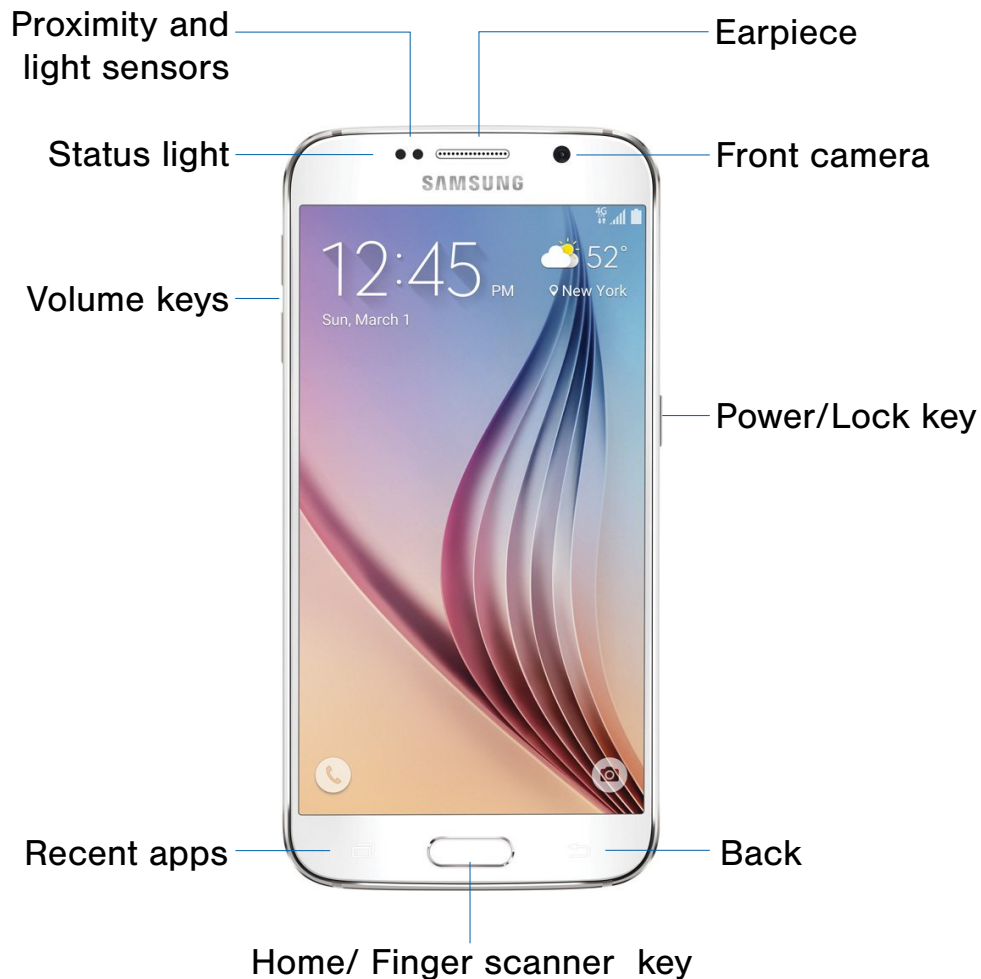 Proximity and
light sensors
Earpiece
Status light
Front camera
SAMSUNG
4G
12:45 PM
52°
New York
Sun, March 1
Volume keys
Power/Lock key
Recent apps
Back
Home/ Finger scanner key